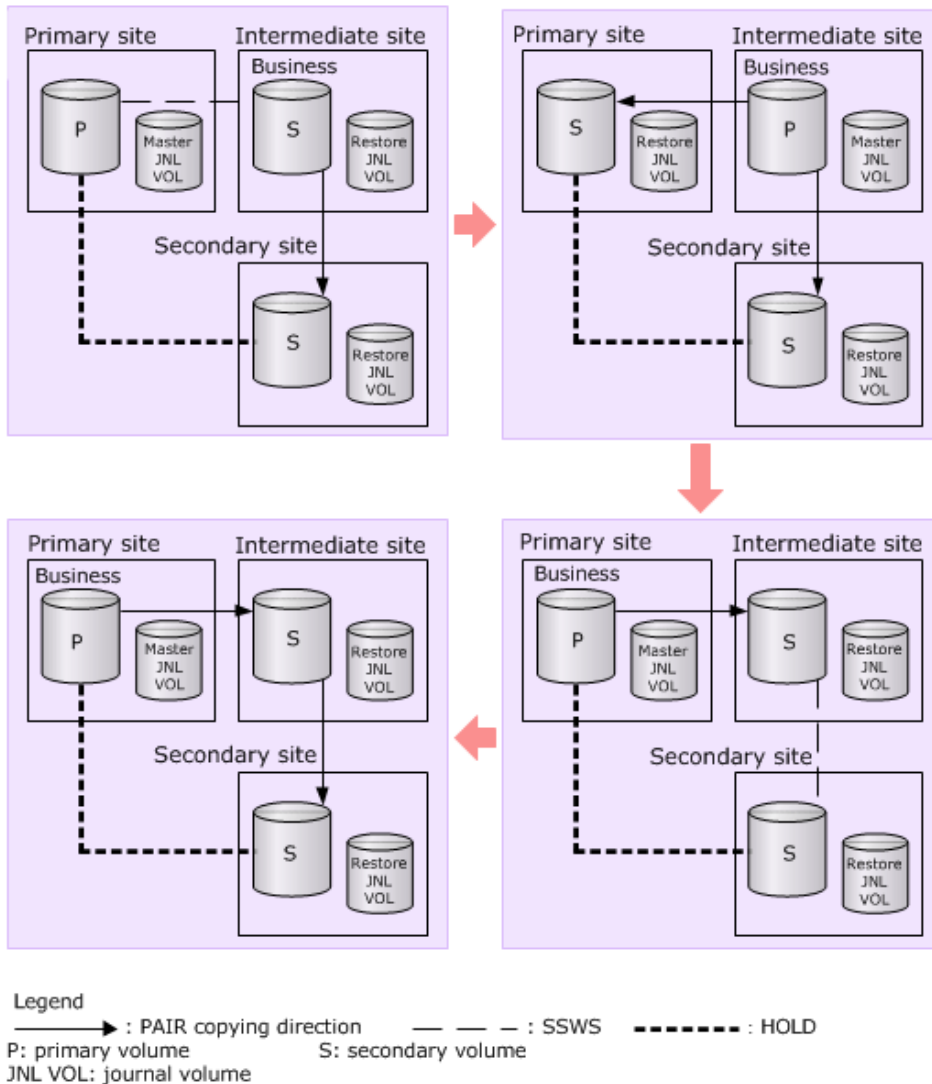 Primary site
Intermediate site
Business
P
Master
JNL
VOL
S
Restore
JNL
VOL
Secondary site
S
Restore
JNL
VOL
Primary site
Intermediate site
Business
S
Restore
JNL
VOL
P
Master
JNL
VOL
Secondary site
S
Restore
JNL
VOL
Primary site
Intermediate site
Business
P
Master
JNL
VOL
S
Restore
JNL
VOL
Secondary site
S
Restore
JNL
VOL
Primary site
Intermediate site
Business
P
Master
JNL
VOL
S
Restore
JNL
VOL
Secondary site
S
Restore
JNL
VOL
Legend
: PAIR copying direction : SSWS : HOLD
P: primary volume S: secondary volume
JNL VOL: journal volume